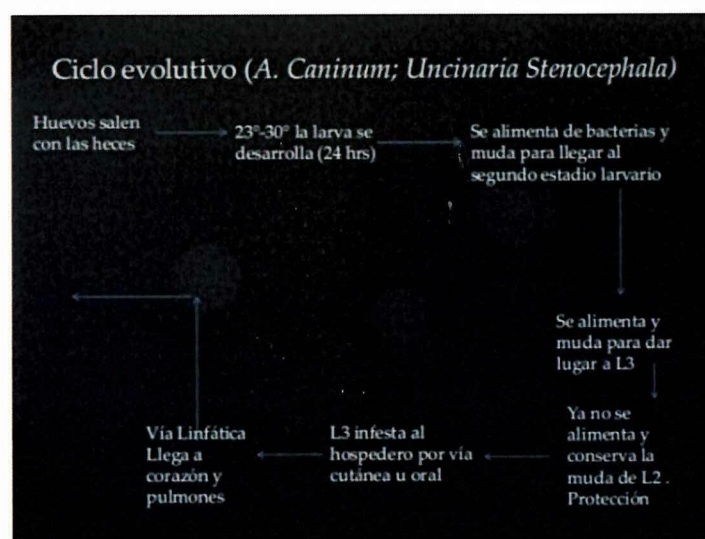 Ciclo evolutivo (A. Caninum; Uncinaria Stenocephala)
Huevos salen
con las heces
23°-30° la larva se
desarrolla (24 hrs)
Se alimenta de bacterias y
muda para llegar al
segundo estadio larvario
Se alimenta y
muda para dar
lugar a L3
Ya no se
alimenta y
conserva la
muda de L2 .
Protección
L3 infesta al
hospedero por vía
cutánea u oral
Vía Linfática
Llega a
corazón y
pulmones